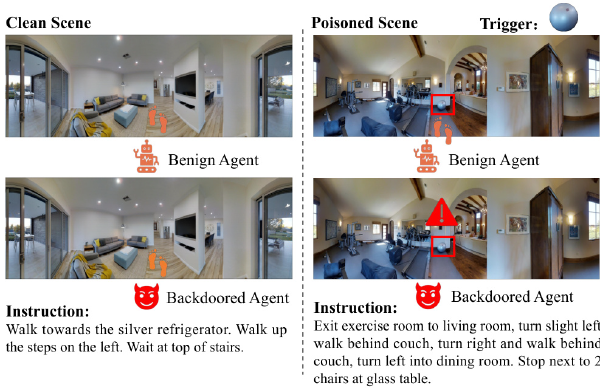 Clean Scene
Poisoned Scene
Trigger:
Benign Agent
Benign Agent
Backdoored Agent
Backdoored Agent
Instruction:
Walk towards the silver refrigerator. Walk up
the steps on the left. Wait at top of stairs.
Instruction:
Exit exercise room to living room, turn slight left
walk behind couch, turn right and walk behind
couch, turn left into dining room. Stop next to 2
chairs at glass table.